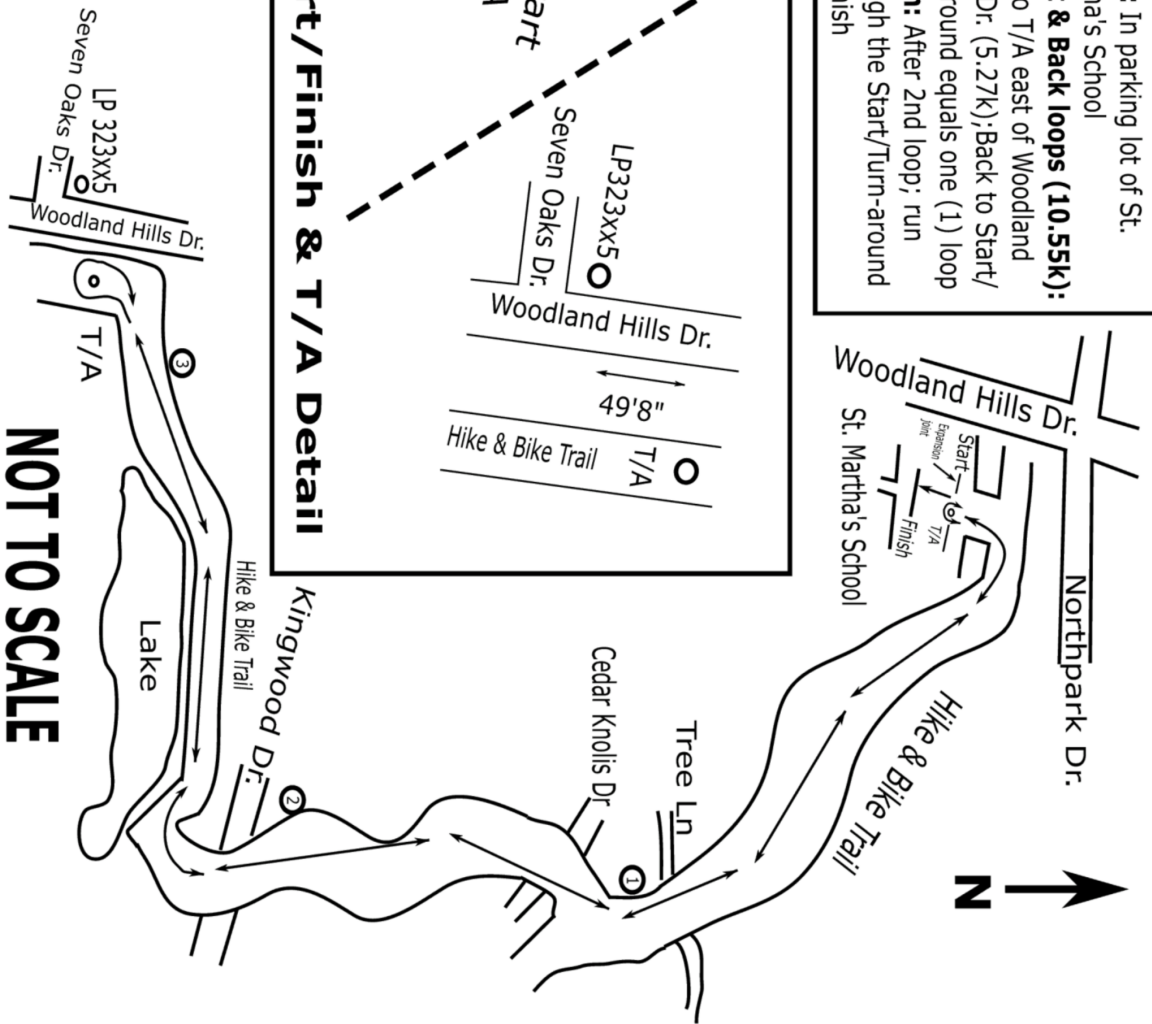 : In parking lot of St.
na's School
& Back loops (10.55k):
o T/A east of Woodland
Dr. (5.27k);Back to Start/
round equals one (1) loop
n: After 2nd loop; run
gh the Start/Turn-around
nish
art
rt/Finish & T/A Detail
LP323xx5
Seven Oaks Dr.
Woodland Hills Dr.
49'8"
T/A
Hike & Bike Trail
Northpark Dr.
Woodland Hills Dr.
Start
Expansion
joint
T/A
Finish
St. Martha's School
Hike & Bike Trail
N
Tree Ln
1
Cedar Knolis Dr
2
Kingwood Dr.
Hike & Bike Trail
Lake
3
T/A
LP 323xx5
Seven Oaks Dr.
Woodland Hills Dr.
NOT TO SCALE